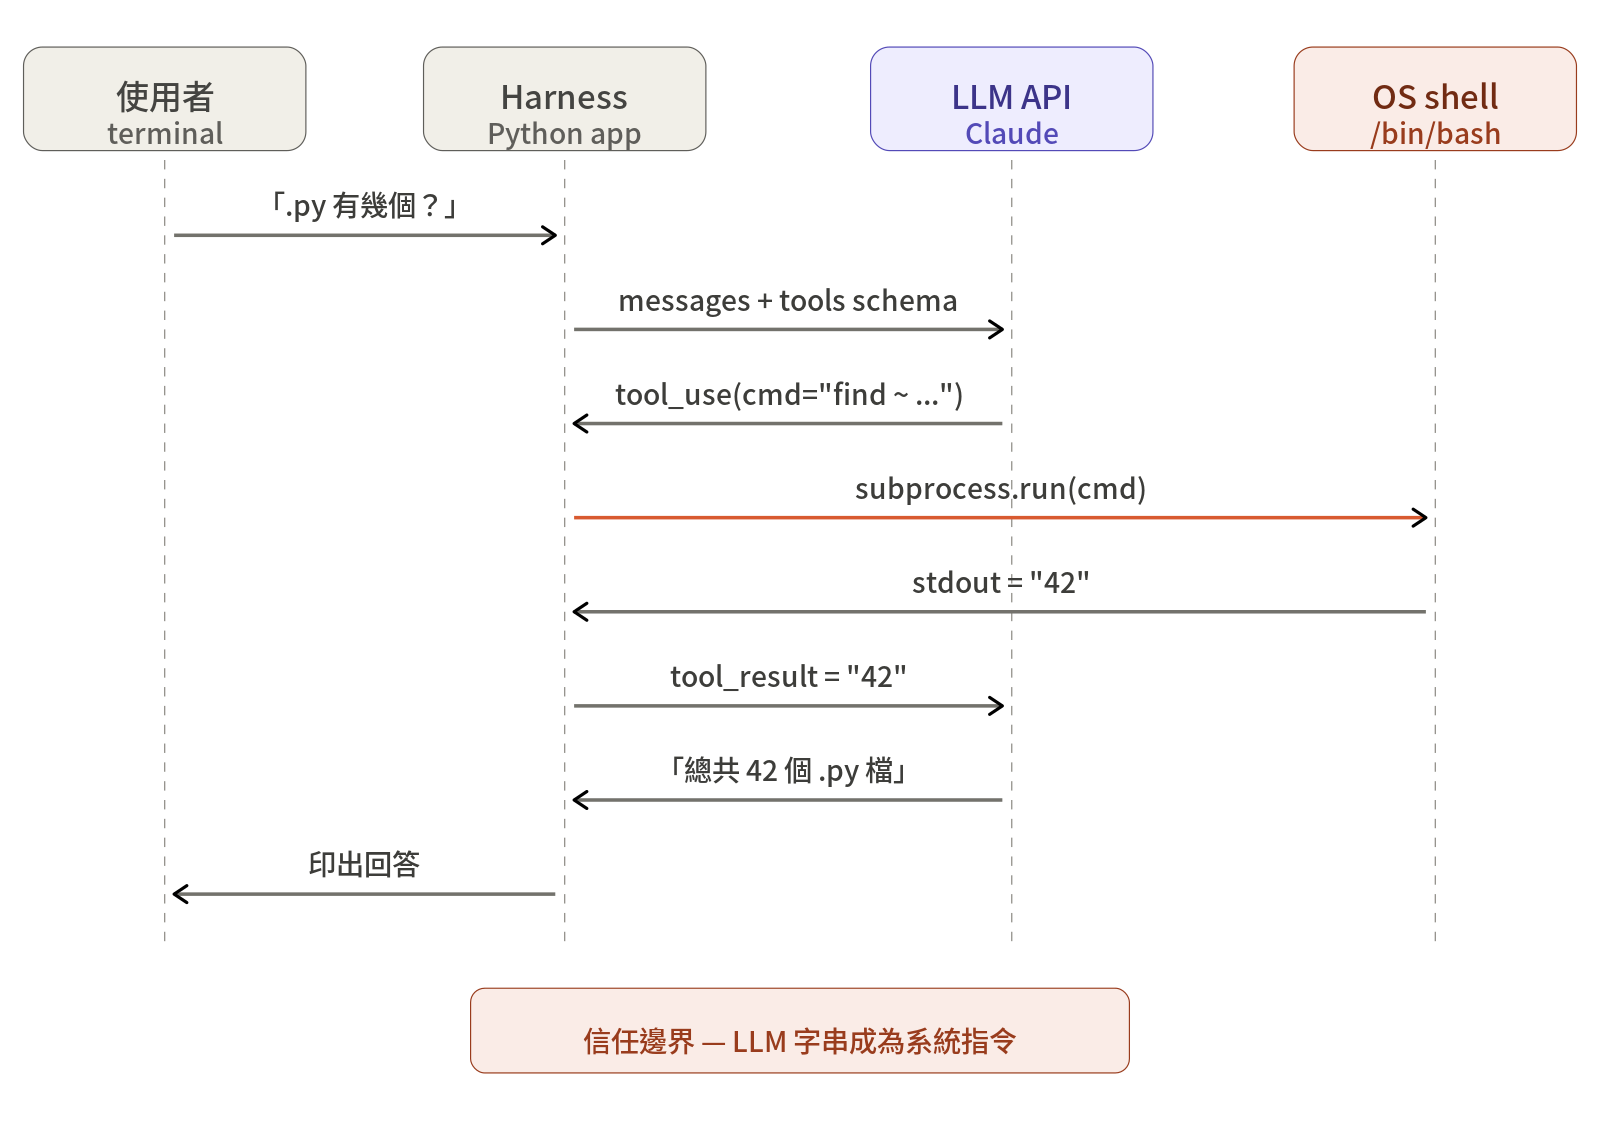 使用者
terminal
Harness
Python app
LLM API
Claude
OS shell
/bin/bash
「.py 有幾個？」
messages + tools schema
tool_use(cmd="find ~ ...")
subprocess.run(cmd)
stdout = "42"
tool_result = "42"
「總共 42 個 .py 檔」
印出回答
信任邊界 — LLM 字串成為系統指令